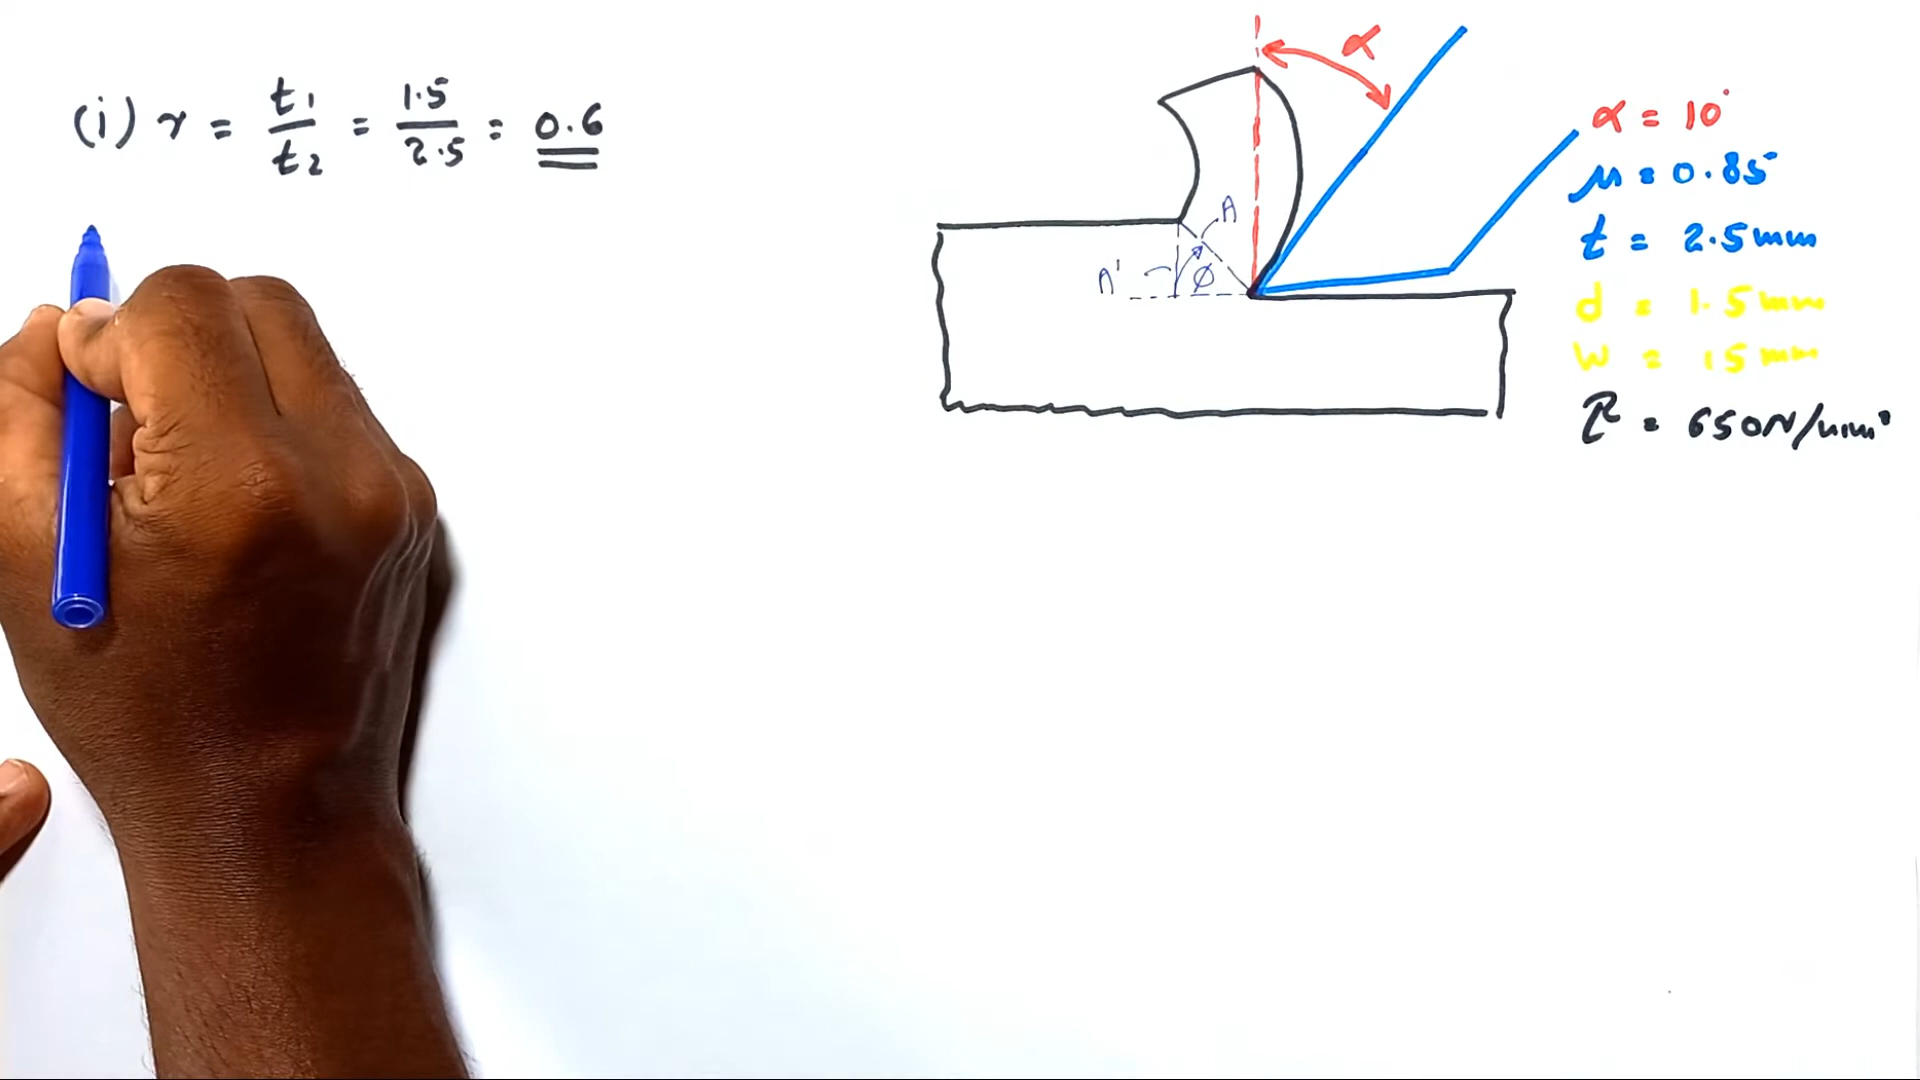 (i) r = t1/t2 = 1.5/2.5 = 0.6
α
α = 10°
μ = 0.85
A
t = 2.5mm
A' ϕ
d = 1.5mm
w = 15mm
τ = 650N/mm²